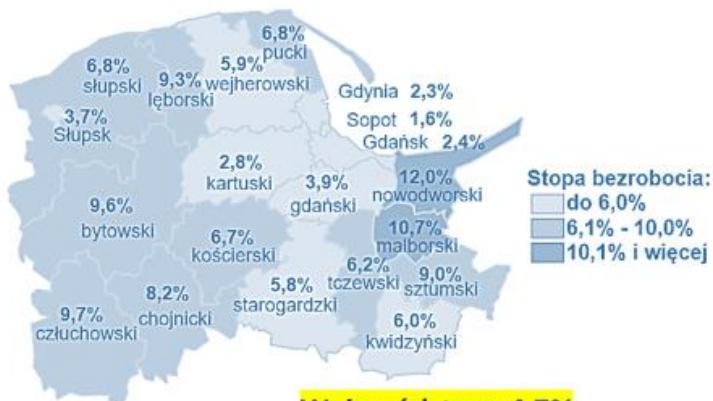 6,8%
pucki
6,8%
słupski
9,3%
lęborski
5,9%
wejherowski
Gdynia 2,3%
3,7%
Słupsk
Sopot 1,6%
Gdańsk 2,4%
2,8%
kartuski
3,9%
gdański
12,0%
nowodworski
Stopa bezrobocia:
do 6,0%
6,1% - 10,0%
10,1% i więcej
9,6%
bytowski
6,7%
kościerski
10,7%
malborski
6,2%
tczewski
9,0%
sztumski
5,8%
starogardzki
8,2%
chojnicki
9,7%
człuchowski
6,0%
kwidzyński